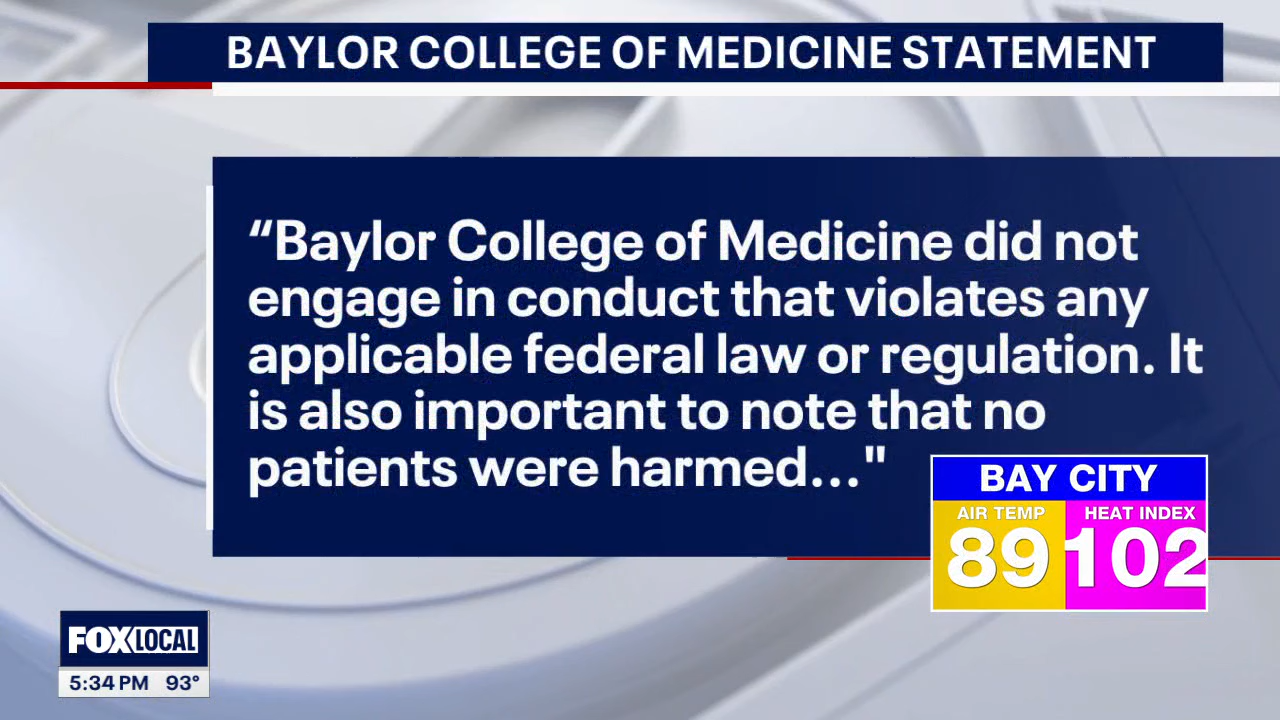 BAYLOR COLLEGE OF MEDICINE STATEMENT
“Baylor College of Medicine did not
engage in conduct that violates any
applicable federal law or regulation. It
is also important to note that no
patients were harmed..."
BAY CITY
AIR TEMP HEAT INDEX
89 102
FOX LOCAL
5:34 PM 93°